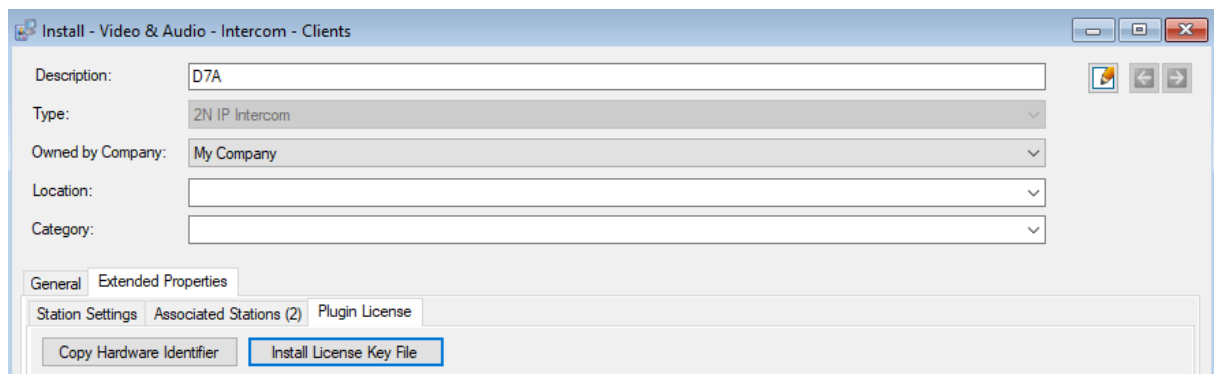 Install - Video & Audio - Intercom - Clients
Description: D7A
Type: 2N IP Intercom
Owned by Company: My Company
Location:
Category:
General Extended Properties
Station Settings Associated Stations (2) Plugin License
Copy Hardware Identifier Install License Key File